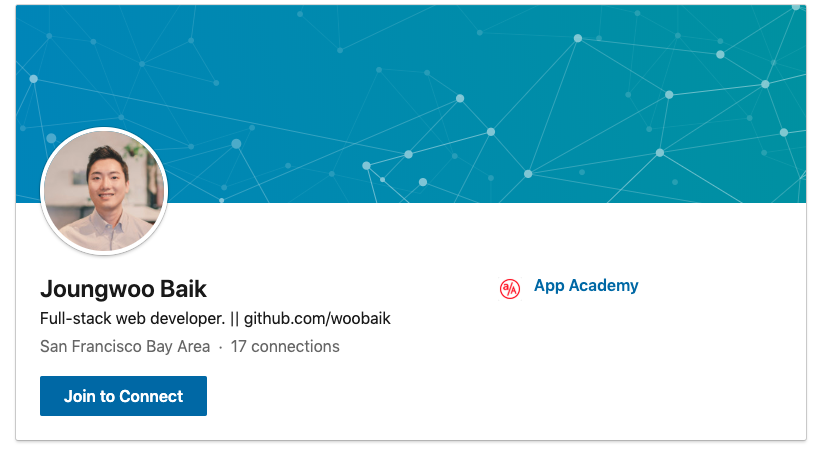 Joungwoo Baik
Full-stack web developer. || github.com/woobaik
San Francisco Bay Area · 17 connections
Join to Connect
a/A
App Academy